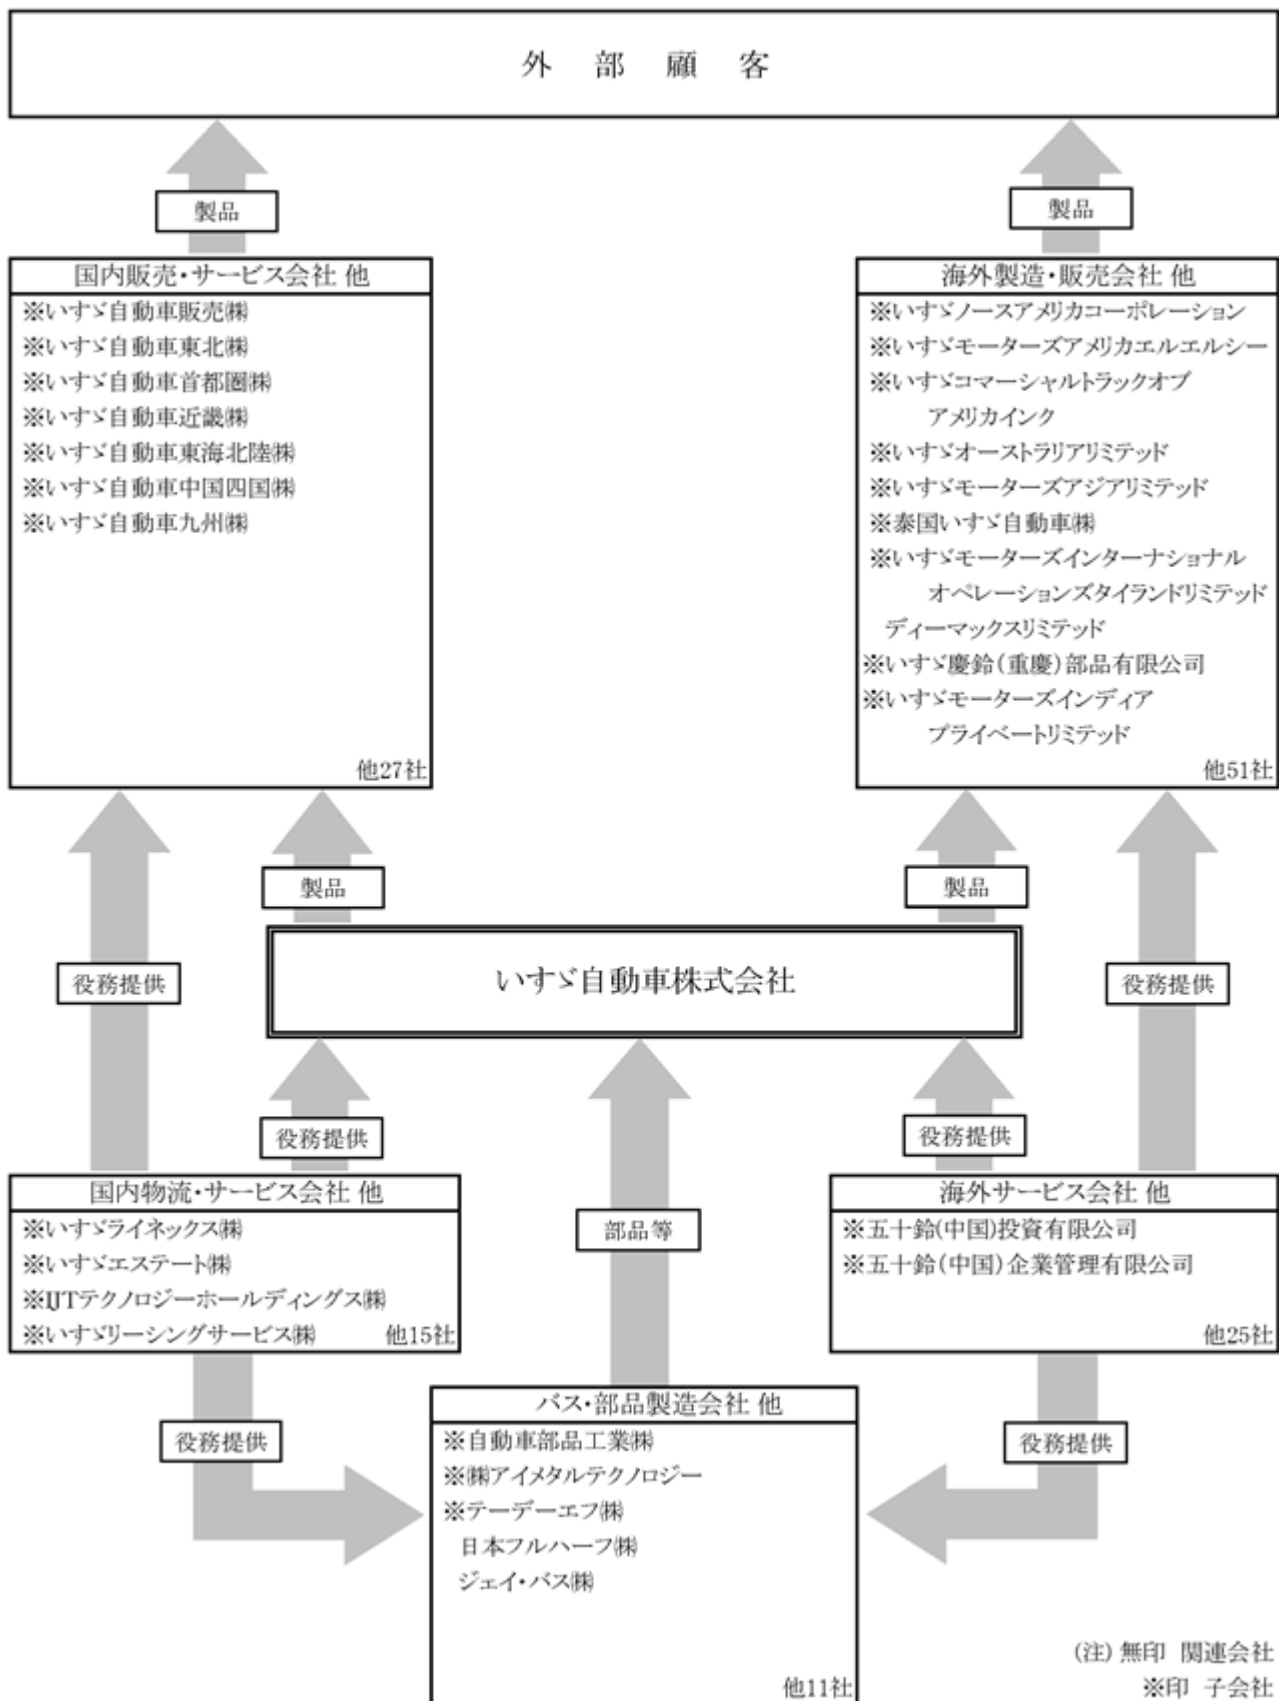 外部顧客
製品
製品
国内販売・サービス会社 他
※いすゞ自動車販売㈱
※いすゞ自動車東北㈱
※いすゞ自動車首都圏㈱
※いすゞ自動車近畿㈱
※いすゞ自動車東海北陸㈱
※いすゞ自動車中国四国㈱
※いすゞ自動車九州㈱
他27社
海外製造・販売会社 他
※いすゞノースアメリカコーポレーション
※いすゞモーターズアメリカエルエルシー
※いすゞコマーシャルトラックオブ
アメリカインク
※いすゞオーストラリアリミテッド
※いすゞモーターズアジアリミテッド
※泰国いすゞ自動車㈱
※いすゞモーターズインターナショナル
オペレーションズタイランドリミテッド
ディーマックスリミテッド
※いすゞ慶鈴(重慶)部品有限公司
※いすゞモーターズインディア
プライベートリミテッド
他51社
製品
製品
役務提供
いすゞ自動車株式会社
役務提供
役務提供
役務提供
国内物流・サービス会社 他
※いすゞライネックス㈱
※いすゞエステート㈱
※IJTテクノロジーホールディングス㈱
※いすゞリーシングサービス㈱ 他15社
部品等
海外サービス会社 他
※五十鈴(中国)投資有限公司
※五十鈴(中国)企業管理有限公司
他25社
役務提供
役務提供
バス・部品製造会社 他
※自動車部品工業㈱
※㈱アイメタルテクノロジー
※テーデーエフ㈱
日本フルハーフ㈱
ジェイ・バス㈱
他11社
(注) 無印 関連会社
※印 子会社